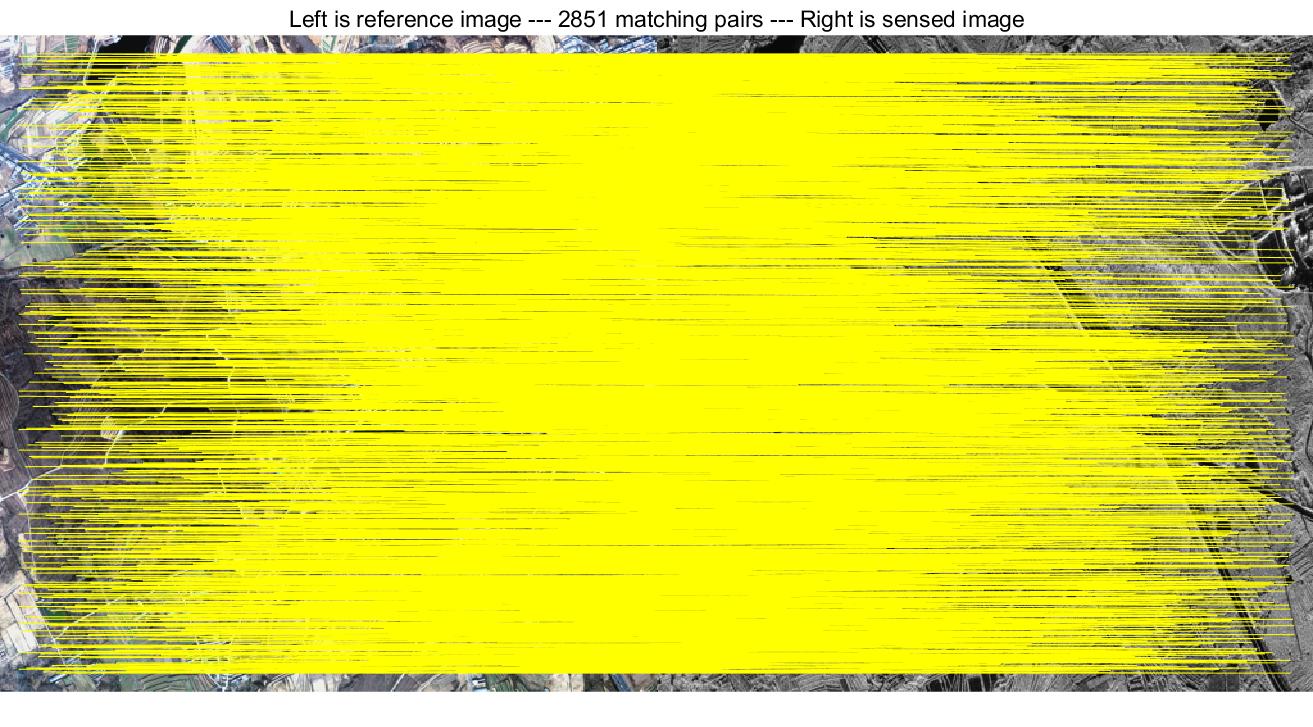 Left is reference image --- 2851 matching pairs --- Right is sensed image